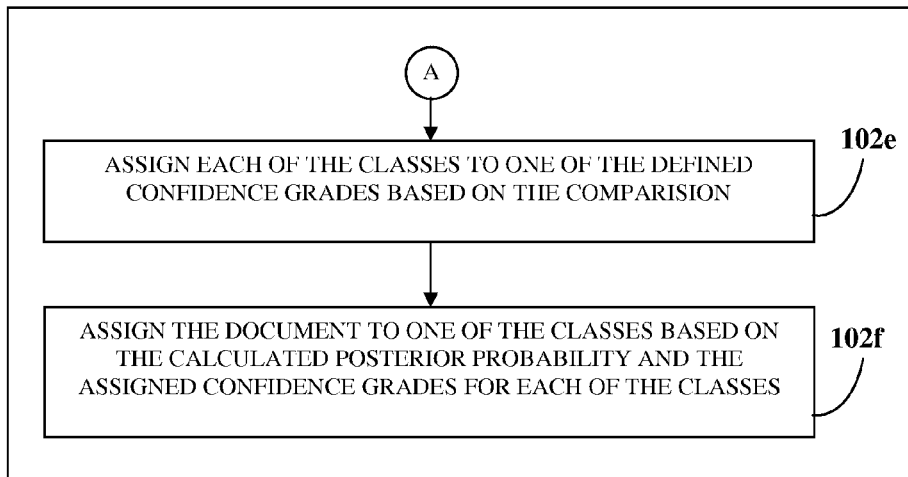 A
102e
ASSIGN EACH OF THE CLASSES TO ONE OF THE DEFINED
CONFIDENCE GRADES BASED ON THE COMPARISION
102f
ASSIGN THE DOCUMENT TO ONE OF THE CLASSES BASED ON
THE CALCULATED POSTERIOR PROBABILITY AND THE
ASSIGNED CONFIDENCE GRADES FOR EACH OF THE CLASSES